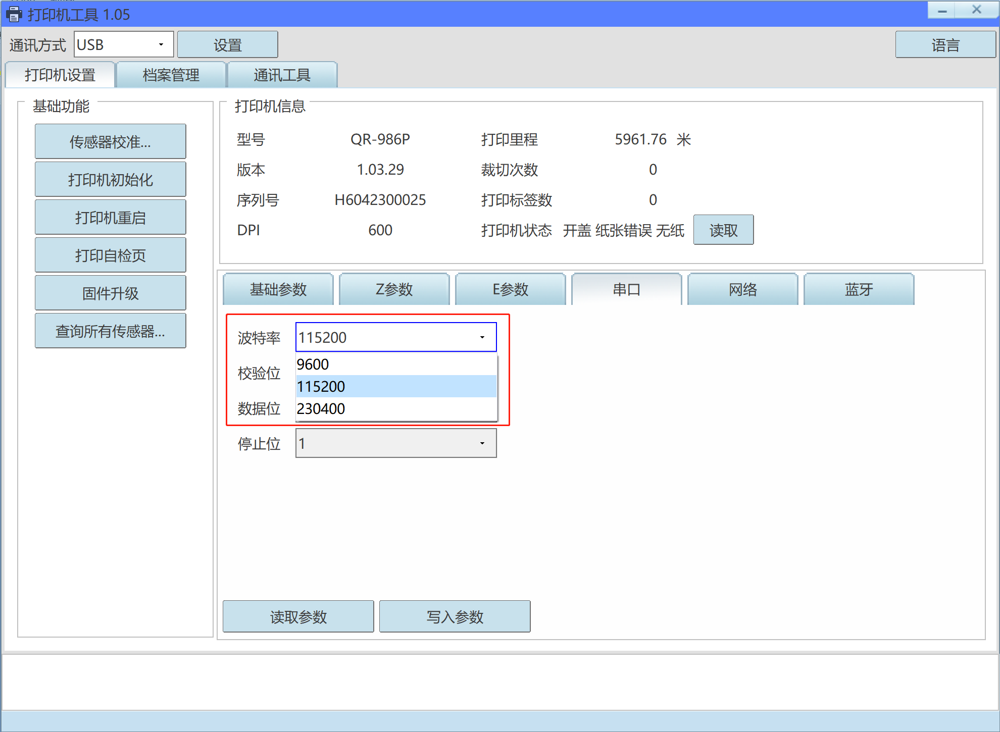 打印机工具 1.05
通讯方式 USB 设置 语言
打印机设置 档案管理 通讯工具
基础功能
传感器校准...
打印机初始化
打印机重启
打印自检页
固件升级
查询所有传感器...
打印机信息
型号 QR-986P 打印里程 5961.76 米
版本 1.03.29 裁切次数 0
序列号 H6042300025 打印标签数 0
DPI 600 打印机状态 开盖 纸张错误 无纸 读取
基础参数 Z参数 E参数 串口 网络 蓝牙
波特率 115200
9600
校验位
115200
数据位 230400
停止位 1
读取参数 写入参数